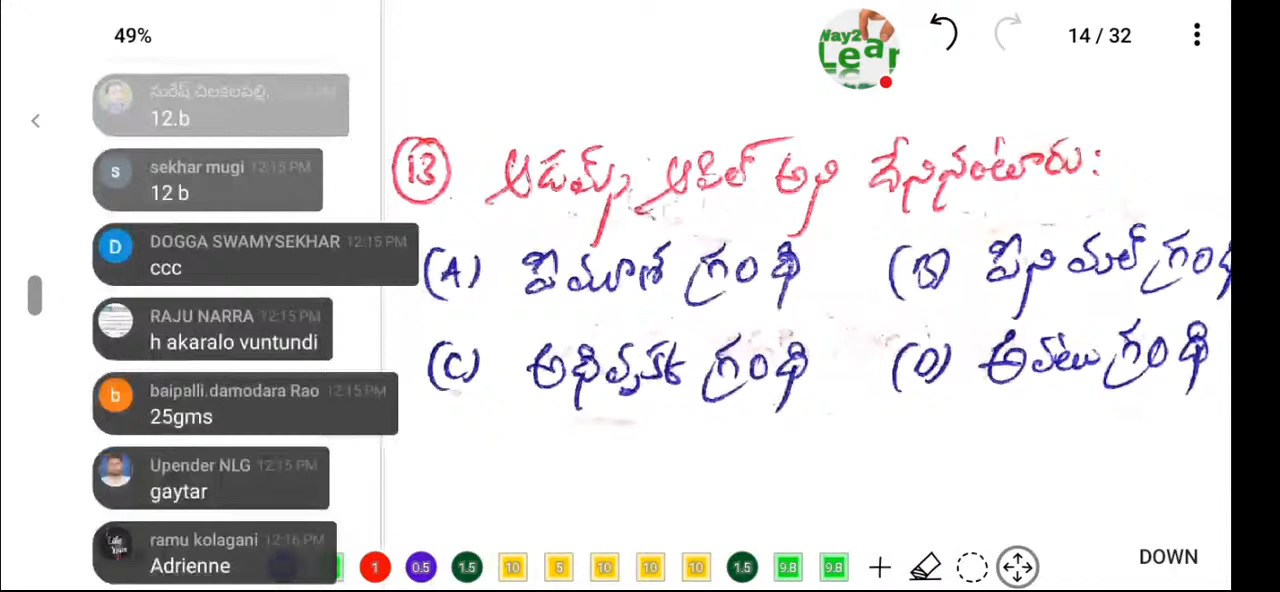 49%
Way2
Lear
14 / 32
సురేష్ చిలకలపల్లి.
12.b
sekhar mugi 12:15 PM
12 b
DOGGA SWAMYSEKHAR 12:15 PM
ccc
RAJU NARRA 12:15 PM
h akaralo vuntundi
baipalli.damodara Rao 12:15 PM
25gms
Upender NLG 12:15 PM
gaytar
ramu kolagani 12:16 PM
Adrienne
13 ఆడమ్స్ ఆపిల్ అని దేనినంటారు:
(A) పీయూష గ్రంథి (B) పీనియల్ గ్రంథి
(C) అధివృక్క గ్రంథి (D) అవటు గ్రంథి
1 0.5 1.5 10 5 10 10 10 1.5 9.8 9.8
DOWN